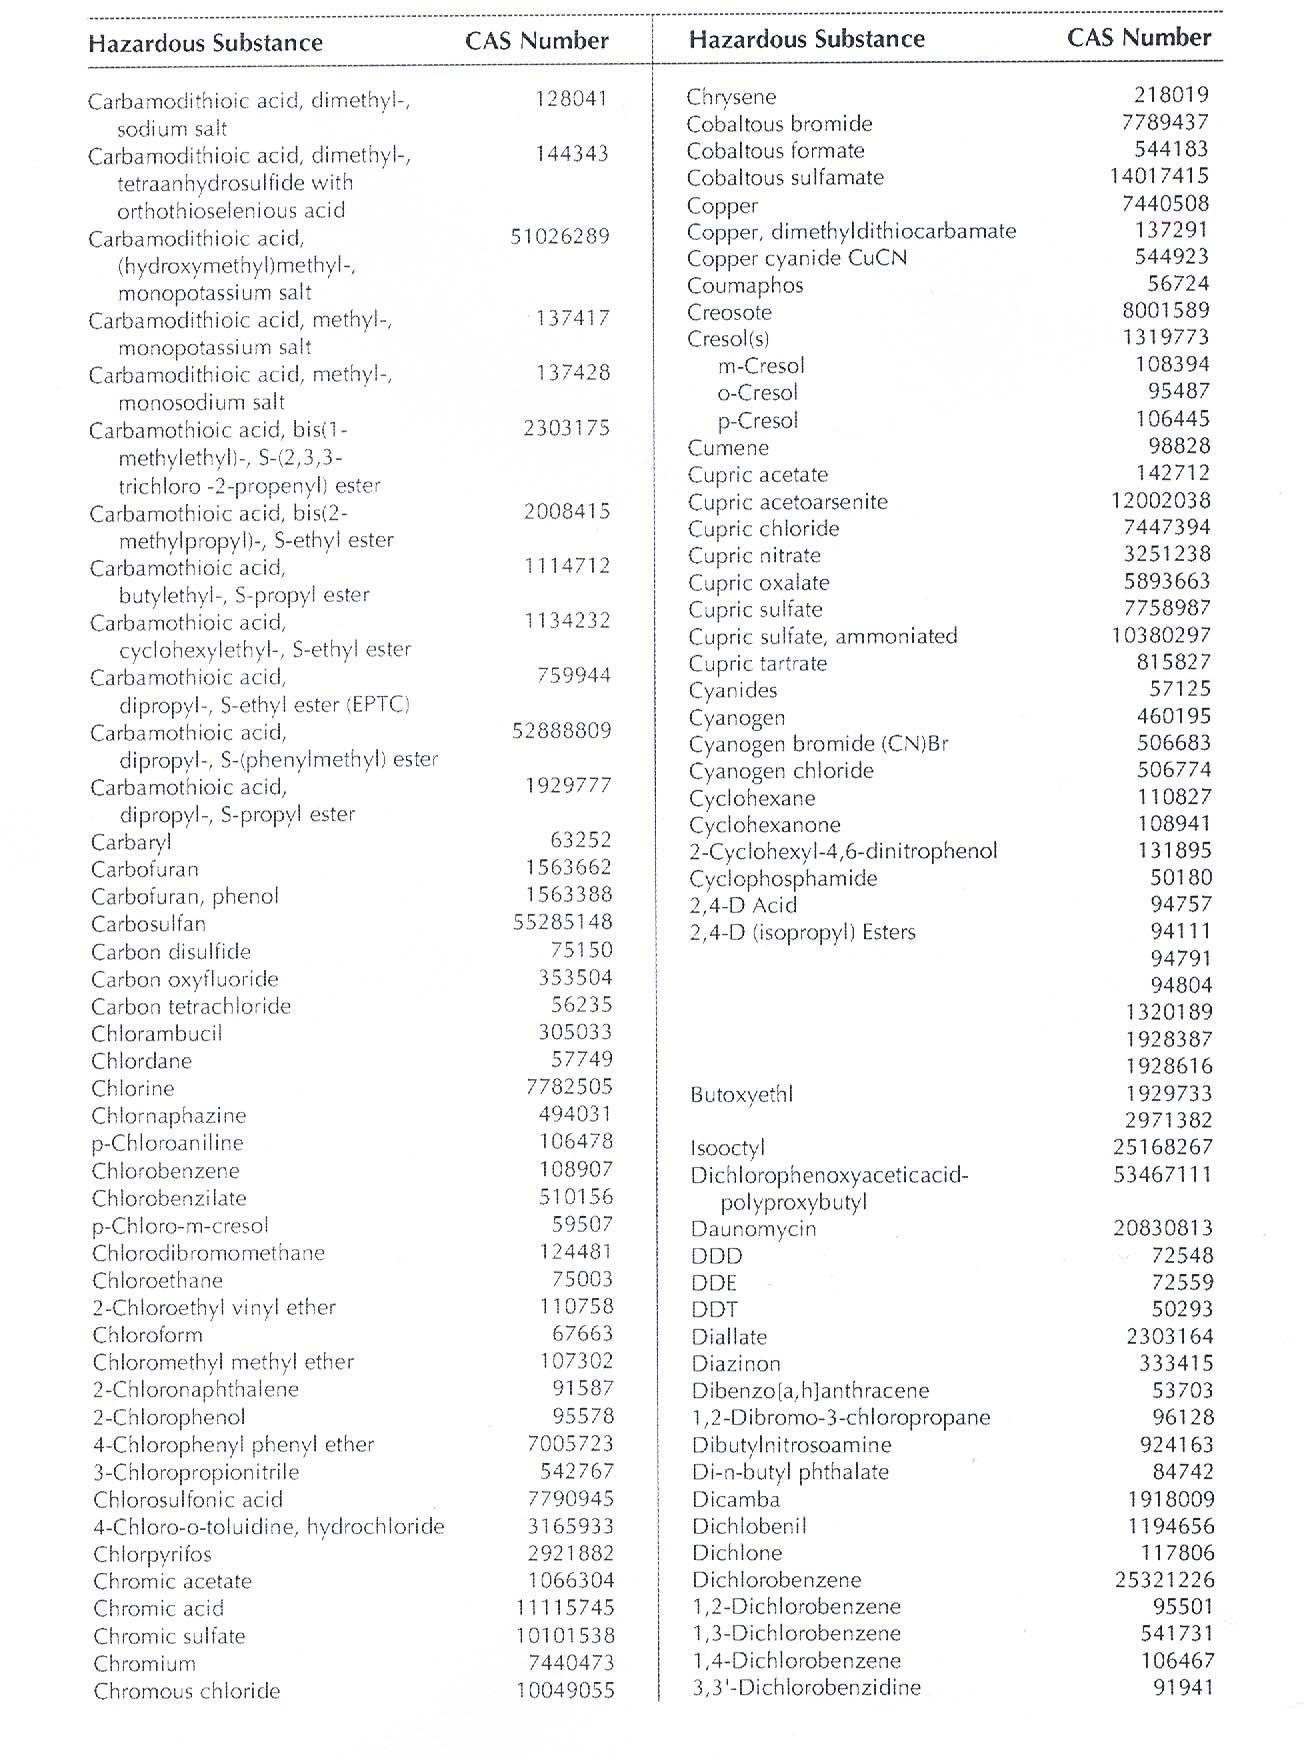 Hazardous Substance CAS Number
Carbamodithioic acid, dimethyl-, 128041
sodium salt
Carbamodithioic acid, dimethyl-, 144343
tetraanhydrosulfide with
orthothioselenious acid
Carbamodithioic acid, 51026289
(hydroxymethyl)methyl-,
monopotassium salt
Carbamodithioic acid, methyl-, 137417
monopotassium salt
Carbamodithioic acid, methyl-, 137428
monosodium salt
Carbamothioic acid, bis(1- 2303175
methylethyl)-, S-(2,3,3-
trichloro -2-propenyl) ester
Carbamothioic acid, bis(2- 2008415
methylpropyl)-, S-ethyl ester
Carbamothioic acid, 1114712
butylethyl-, S-propyl ester
Carbamothioic acid, 1134232
cyclohexylethyl-, S-ethyl ester
Carbamothioic acid, 759944
dipropyl-, S-ethyl ester (EPTC)
Carbamothioic acid, 52888809
dipropyl-, S-(phenylmethyl) ester
Carbamothioic acid, 1929777
dipropyl-, S-propyl ester
Carbaryl 63252
Carbofuran 1563662
Carbofuran, phenol 1563388
Carbosulfan 55285148
Carbon disulfide 75150
Carbon oxyfluoride 353504
Carbon tetrachloride 56235
Chlorambucil 305033
Chlordane 57749
Chlorine 7782505
Chlornaphazine 494031
p-Chloroaniline 106478
Chlorobenzene 108907
Chlorobenzilate 510156
p-Chloro-m-cresol 59507
Chlorodibromomethane 124481
Chloroethane 75003
2-Chloroethyl vinyl ether 110758
Chloroform 67663
Chloromethyl methyl ether 107302
2-Chloronaphthalene 91587
2-Chlorophenol 95578
4-Chlorophenyl phenyl ether 7005723
3-Chloropropionitrile 542767
Chlorosulfonic acid 7790945
4-Chloro-o-toluidine, hydrochloride 3165933
Chlorpyrifos 2921882
Chromic acetate 1066304
Chromic acid 11115745
Chromic sulfate 10101538
Chromium 7440473
Chromous chloride 10049055
Hazardous Substance CAS Number
Chrysene 218019
Cobaltous bromide 7789437
Cobaltous formate 544183
Cobaltous sulfamate 14017415
Copper 7440508
Copper, dimethyldithiocarbamate 137291
Copper cyanide CuCN 544923
Coumaphos 56724
Creosote 8001589
Cresol(s) 1319773
m-Cresol 108394
o-Cresol 95487
p-Cresol 106445
Cumene 98828
Cupric acetate 142712
Cupric acetoarsenite 12002038
Cupric chloride 7447394
Cupric nitrate 3251238
Cupric oxalate 5893663
Cupric sulfate 7758987
Cupric sulfate, ammoniated 10380297
Cupric tartrate 815827
Cyanides 57125
Cyanogen 460195
Cyanogen bromide (CN)Br 506683
Cyanogen chloride 506774
Cyclohexane 110827
Cyclohexanone 108941
2-Cyclohexyl-4,6-dinitrophenol 131895
Cyclophosphamide 50180
2,4-D Acid 94757
2,4-D (isopropyl) Esters 94111
94791
94804
1320189
1928387
1928616
Butoxyethl 1929733
2971382
Isooctyl 25168267
Dichlorophenoxyaceticacid- 53467111
polyproxybutyl
Daunomycin 20830813
DDD 72548
DDE 72559
DDT 50293
Diallate 2303164
Diazinon 333415
Dibenzo[a,h]anthracene 53703
1,2-Dibromo-3-chloropropane 96128
Dibutylnitrosoamine 924163
Di-n-butyl phthalate 84742
Dicamba 1918009
Dichlobenil 1194656
Dichlone 117806
Dichlorobenzene 25321226
1,2-Dichlorobenzene 95501
1,3-Dichlorobenzene 541731
1,4-Dichlorobenzene 106467
3,3'-Dichlorobenzidine 91941